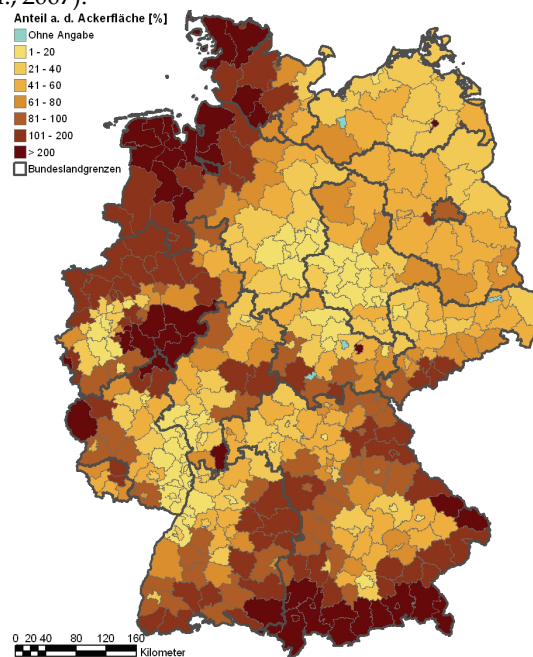 ., 2007).
Anteil a. d. Ackerfläche [%]
Ohne Angabe
1 - 20
21 - 40
41 - 60
61 - 80
81 - 100
101 - 200
> 200
Bundeslandgrenzen
0 20 40 80 120 160
Kilometer